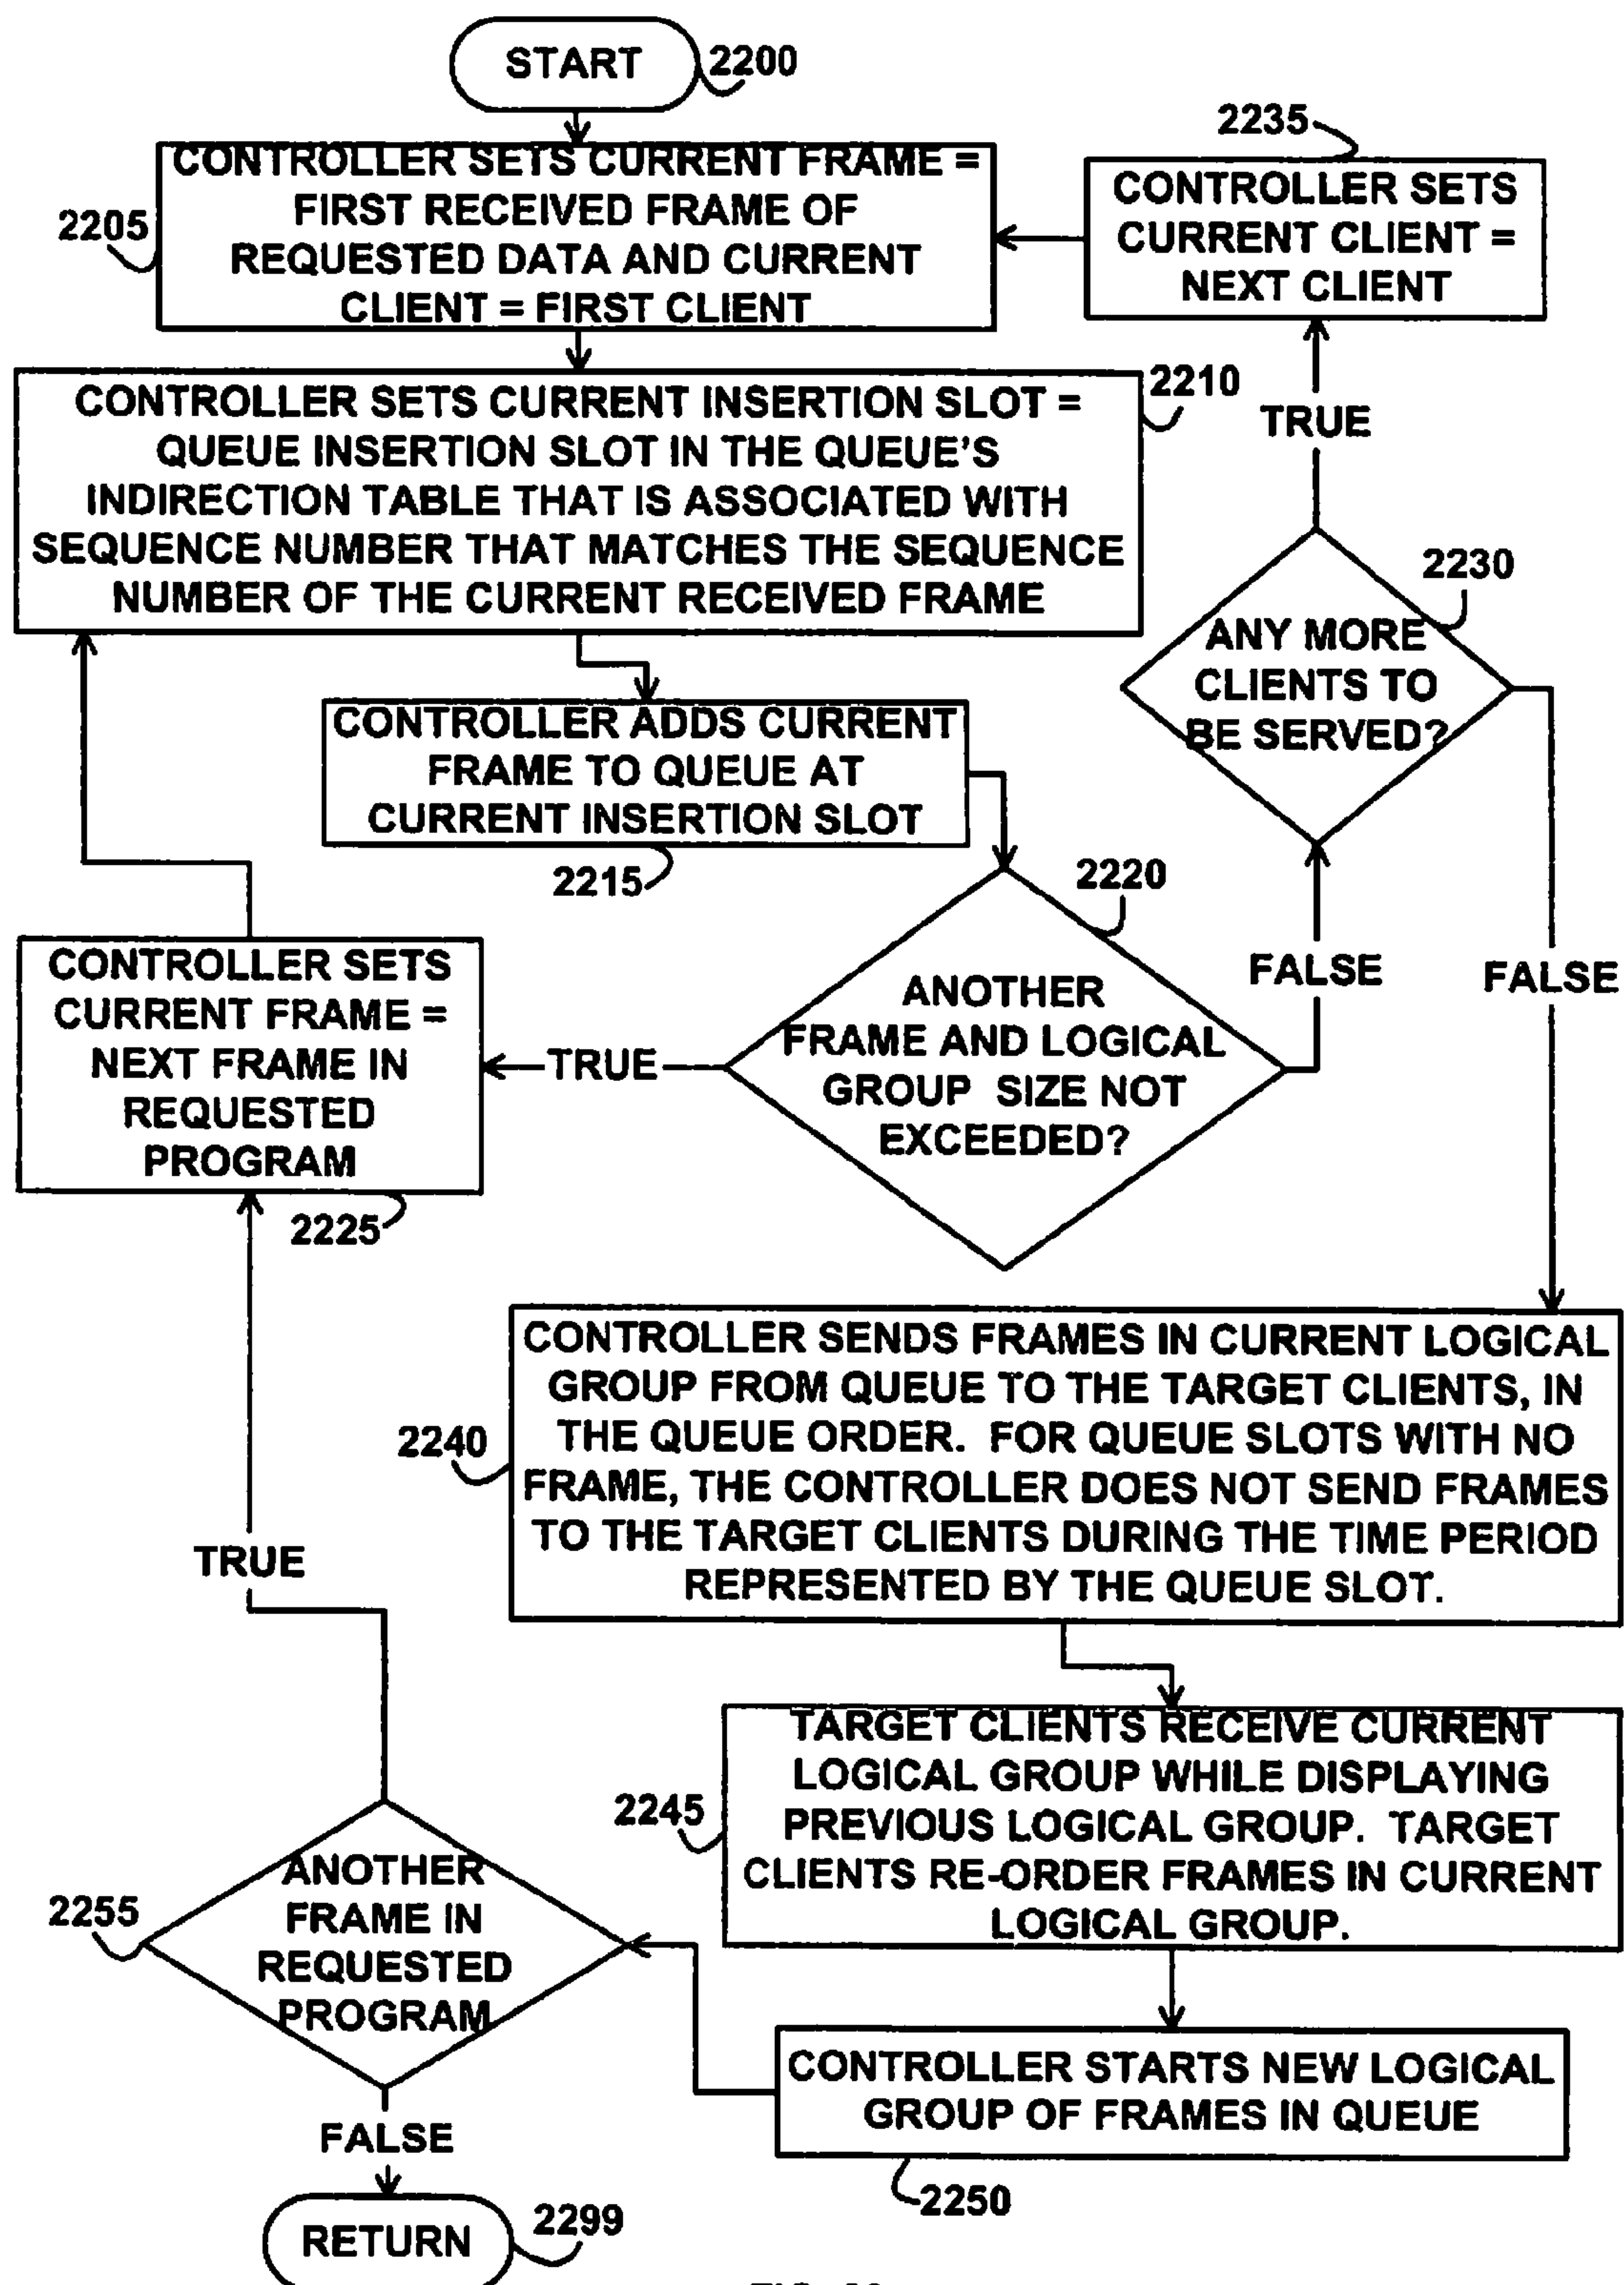 START
2200
2235
CONTROLLER SETS CURRENT FRAME =
FIRST RECEIVED FRAME OF
REQUESTED DATA AND CURRENT
CLIENT = FIRST CLIENT
2205
CONTROLLER SETS
CURRENT CLIENT =
NEXT CLIENT
2210
CONTROLLER SETS CURRENT INSERTION SLOT =
QUEUE INSERTION SLOT IN THE QUEUE'S
INDIRECTION TABLE THAT IS ASSOCIATED WITH
SEQUENCE NUMBER THAT MATCHES THE SEQUENCE
NUMBER OF THE CURRENT RECEIVED FRAME
TRUE
2230
ANY MORE
CLIENTS TO
BE SERVED?
CONTROLLER ADDS CURRENT
FRAME TO QUEUE AT
CURRENT INSERTION SLOT
2215
2220
CONTROLLER SETS
CURRENT FRAME =
NEXT FRAME IN
REQUESTED
PROGRAM
2225
TRUE
ANOTHER
FRAME AND LOGICAL
GROUP SIZE NOT
EXCEEDED?
FALSE
FALSE
CONTROLLER SENDS FRAMES IN CURRENT LOGICAL
GROUP FROM QUEUE TO THE TARGET CLIENTS, IN
THE QUEUE ORDER. FOR QUEUE SLOTS WITH NO
FRAME, THE CONTROLLER DOES NOT SEND FRAMES
TO THE TARGET CLIENTS DURING THE TIME PERIOD
REPRESENTED BY THE QUEUE SLOT.
2240
TRUE
TARGET CLIENTS RECEIVE CURRENT
LOGICAL GROUP WHILE DISPLAYING
PREVIOUS LOGICAL GROUP. TARGET
CLIENTS RE-ORDER FRAMES IN CURRENT
LOGICAL GROUP.
2245
2255
ANOTHER
FRAME IN
REQUESTED
PROGRAM
CONTROLLER STARTS NEW LOGICAL
GROUP OF FRAMES IN QUEUE
2250
FALSE
RETURN
2299